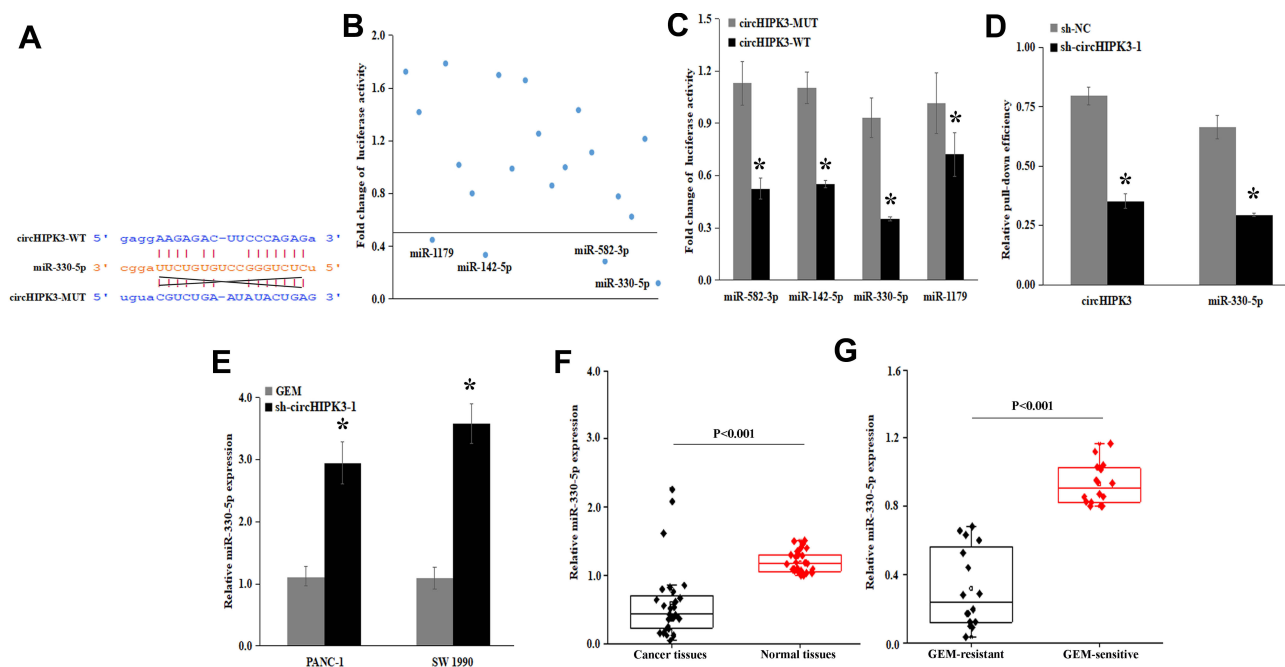 A
circHIPK3-WT 5' gaggAAGAGAC-UUCCCAGAGa 3'
miR-330-5p 3' cggaUUCUGUGUCCGGGUCUCu 5'
circHIPK3-MUT 5' uguaCGUCUGA-AUAUACUGAG 3'
B
Fold change of luciferase activity
2.0
1.6
1.2
0.8
0.4
0.0
miR-1179
miR-142-5p
miR-582-3p
miR-330-5p
C
circHIPK3-MUT
circHIPK3-WT
Fold change of luciferase activity
1.5
1.2
0.9
0.6
0.3
0.0
* * * *
miR-582-3p miR-142-5p miR-330-5p miR-1179
D
sh-NC
sh-circHIPK3-1
Relative pull-down efficiency
1.00
0.75
0.50
0.25
0.00
* *
circHIPK3 miR-330-5p
E
GEM
sh-circHIPK3-1
Relative miR-330-5p expression
4.0
3.0
2.0
1.0
0.0
* *
PANC-1 SW 1990
F
Relative miR-330-5p expression
4.0
3.0
2.0
1.0
0.0
P<0.001
Cancer tissues Normal tissues
G
Relative miR-330-5p expression
1.6
1.2
0.8
0.4
0.0
P<0.001
GEM-resistant GEM-sensitive